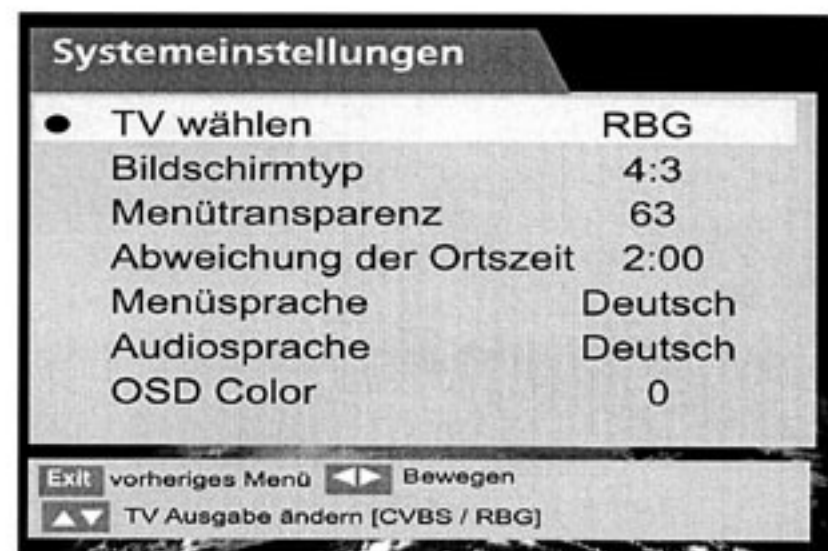 Systemeinstellungen
TV wählen RBG
Bildschirmtyp 4:3
Menütransparenz 63
Abweichung der Ortszeit 2:00
Menüsprache Deutsch
Audiosprache Deutsch
OSD Color 0
Exit vorheriges Menü Bewegen
TV Ausgabe ändern [CVBS / RBG]